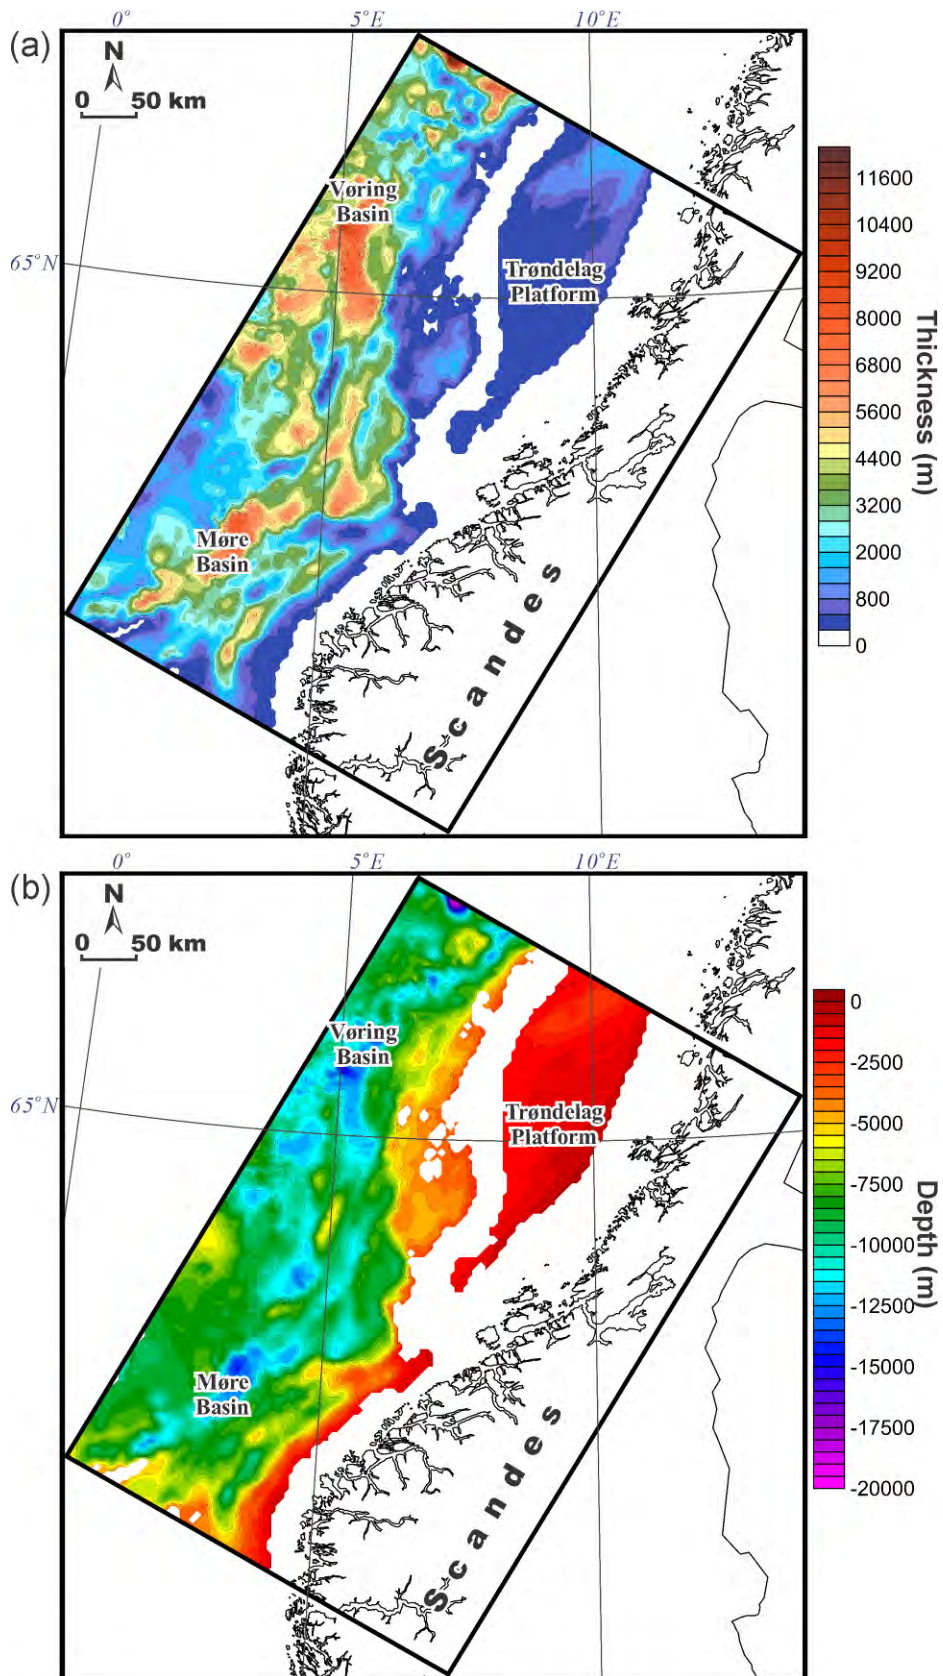 0°
5°E
10°E
(a)
N
0 50 km
Vøring
Basin
65°N
Trøndelag
Platform
Møre
Basin
Scandes
11600
10400
9200
8000
6800
5600
4400
3200
2000
800
0
Thickness (m)
0°
5°E
10°E
(b)
N
0 50 km
Vøring
Basin
65°N
Trøndelag
Platform
Møre
Basin
Scandes
0
-2500
-5000
-7500
-10000
-12500
-15000
-17500
-20000
Depth (m)